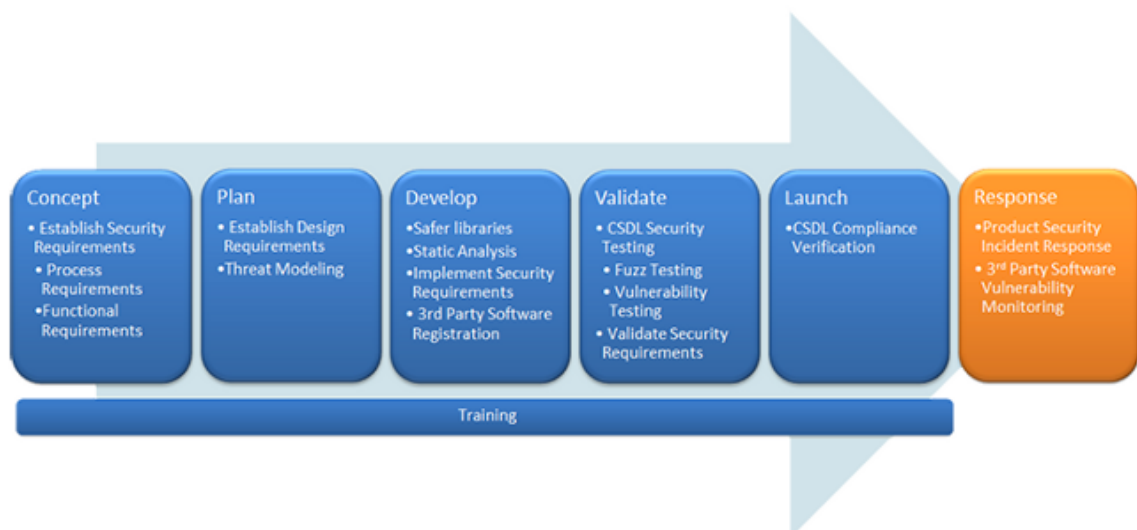 Concept
• Establish Security
Requirements
• Process
Requirements
•Functional
Requirements
Plan
• Establish Design
Requirements
•Threat Modeling
Develop
•Safer libraries
•Static Analysis
•Implement Security
Requirements
• 3rd Party Software
Registration
Validate
• CSDL Security
Testing
• Fuzz Testing
• Vulnerability
Testing
• Validate Security
Requirements
Launch
•CSDL Compliance
Verification
Response
•Product Security
Incident Response
• 3rd Party Software
Vulnerability
Monitoring
Training